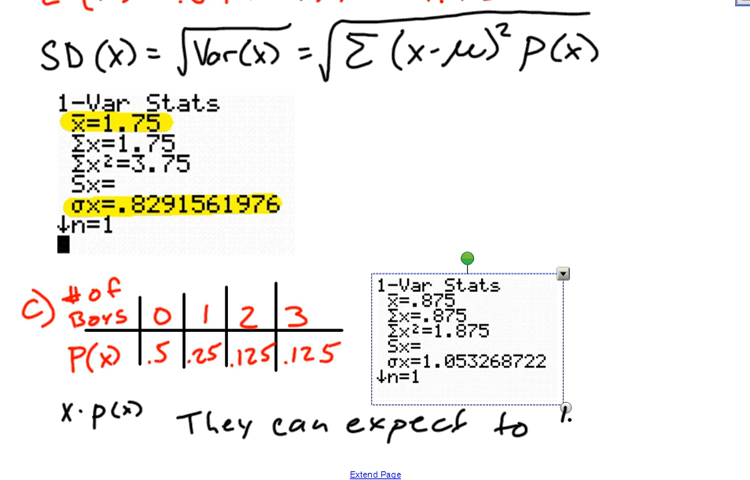 SD(x) = √Var(x) = √Σ (x-μ)² P(x)
1-Var Stats
x̄=1.75
Σx=1.75
Σx²=3.75
Sx=
σx=.8291561976
↓n=1
C) # of Boys 0 1 2 3
P(x) .5 .25 .125 .125
1-Var Stats
x̄=.875
Σx=.875
Σx²=1.875
Sx=
σx=1.053268722
↓n=1
x·p(x) They can expect to
Extend Page